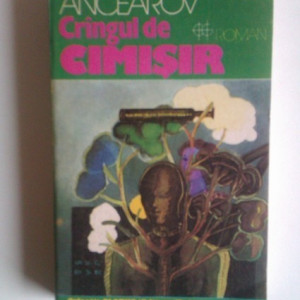 ANCEAROV
Crîngul de
ROMAN
CIMIȘIR